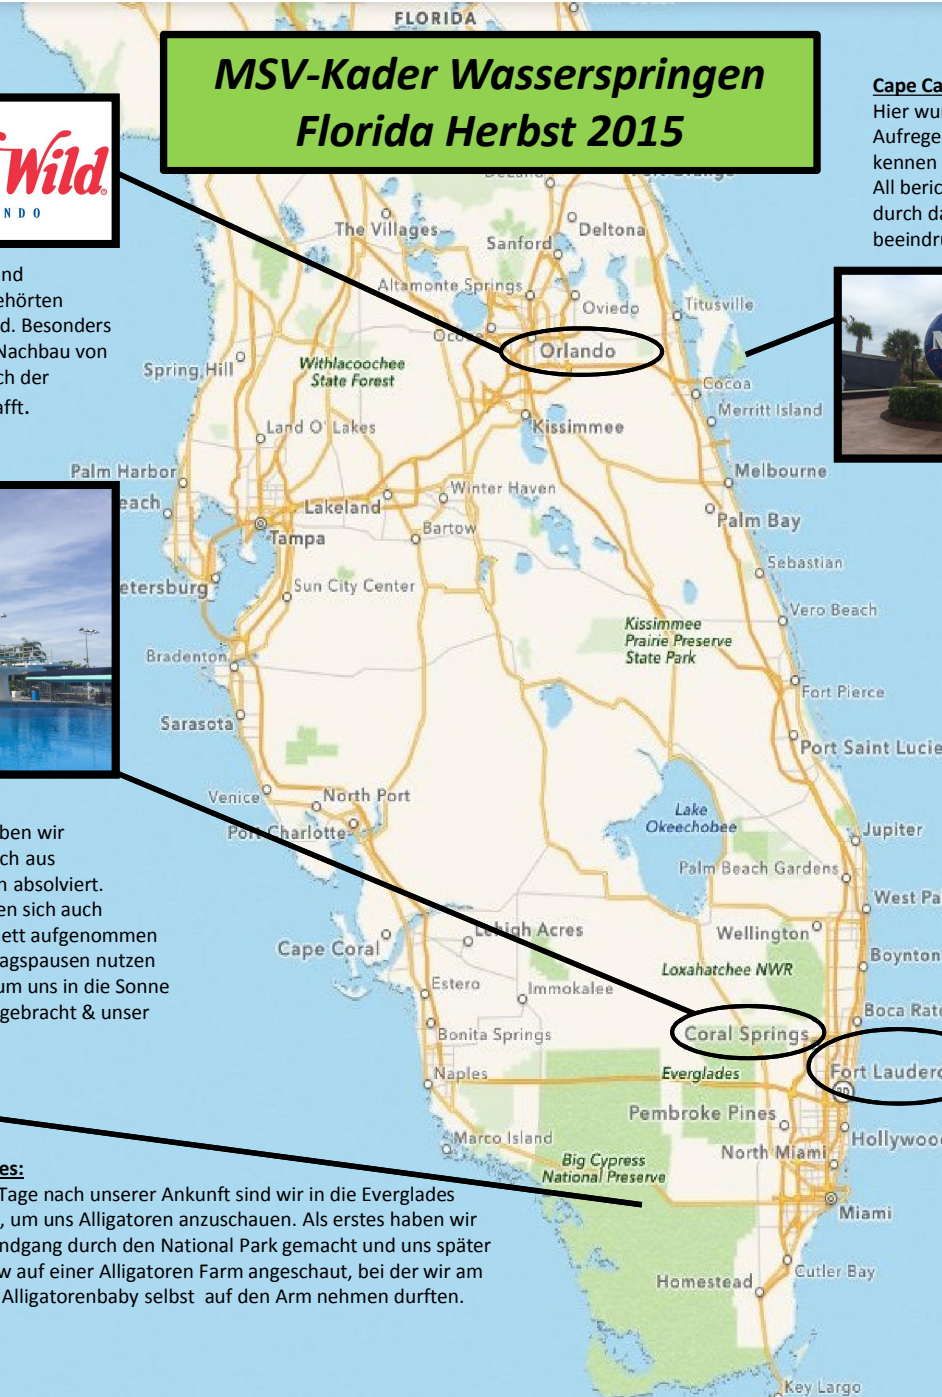 FLORIDA
MSV-Kader Wasserspringen
Florida Herbst 2015
Wild
NDO
nd
ehörten
d. Besonders
Nachbau von
ch der
afft.
Cape Ca
Hier wur
Aufrege
kennen
All beric
durch da
beeindru
DeLand
The Villages
Sanford
Deltona
Altamonte Springs
Oviedo
Titusville
Orlando
Spring Hill
Withlacoochee
State Forest
Cocoa
Merritt Island
Land O' Lakes
Kissimmee
Palm Harbor
Melbourne
each
Winter Haven
Lakeland
Palm Bay
Bartow
Tampa
Sebastian
etersburg
Sun City Center
Vero Beach
Kissimmee
Prairie Preserve
State Park
Bradenton
Fort Pierce
Sarasota
Port Saint Lucie
Venice
North Port
Lake
Okeechobee
Port Charlotte
Jupiter
Palm Beach Gardens
West Pa
ben wir
ch aus
n absolviert.
en sich auch
ett aufgenommen
agspausen nutzen
um uns in die Sonne
gebracht & unser
Lehigh Acres
Wellington
Cape Coral
Boynton
Loxahatchee NWR
Estero
Immokalee
Boca Rato
Bonita Springs
Coral Springs
Naples
Everglades
Fort Lauderd
Pembroke Pines
Marco Island
North Miami
Hollywood
Big Cypress
National Preserve
Miami
es:
Tage nach unserer Ankunft sind wir in die Everglades
, um uns Alligatoren anzuschauen. Als erstes haben wir
ndgang durch den National Park gemacht und uns später
w auf einer Alligatoren Farm angeschaut, bei der wir am
Alligatorenbaby selbst auf den Arm nehmen durften.
Cutler Bay
Homestead
Key Largo